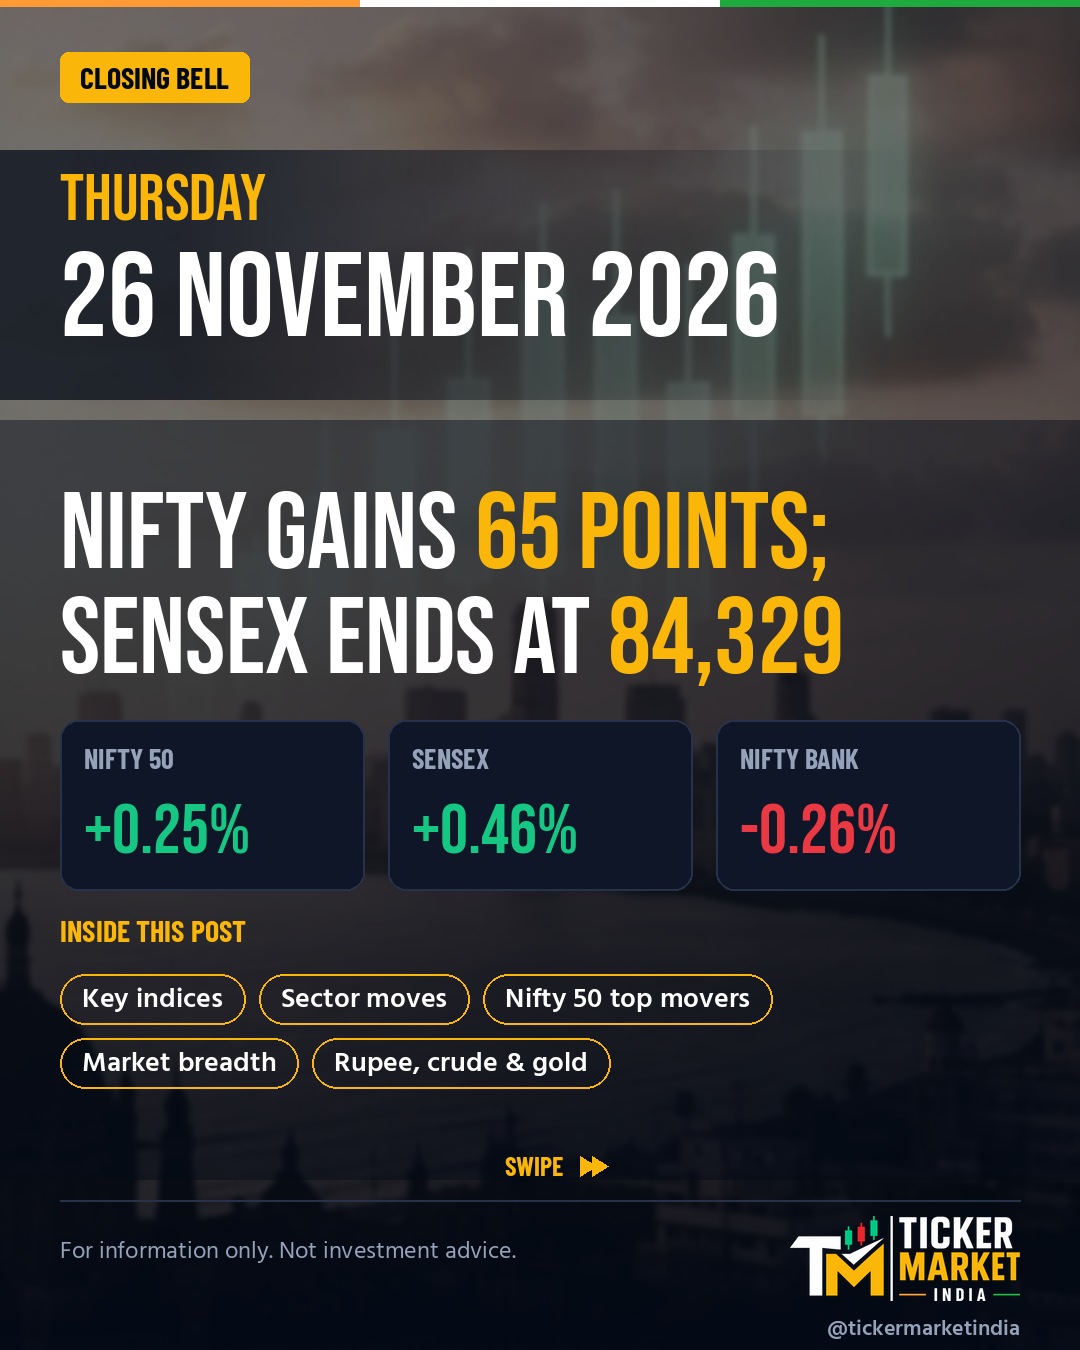 CLOSING BELL
THURSDAY
26 NOVEMBER 2026
NIFTY GAINS 65 POINTS;
SENSEX ENDS AT 84,329
NIFTY 50
+0.25%
SENSEX
+0.46%
NIFTY BANK
-0.26%
INSIDE THIS POST
Key indices
Sector moves
Nifty 50 top movers
Market breadth
Rupee, crude & gold
SWIPE
For information only. Not investment advice.
TM
TICKER
MARKET
INDIA
@tickermarketindia